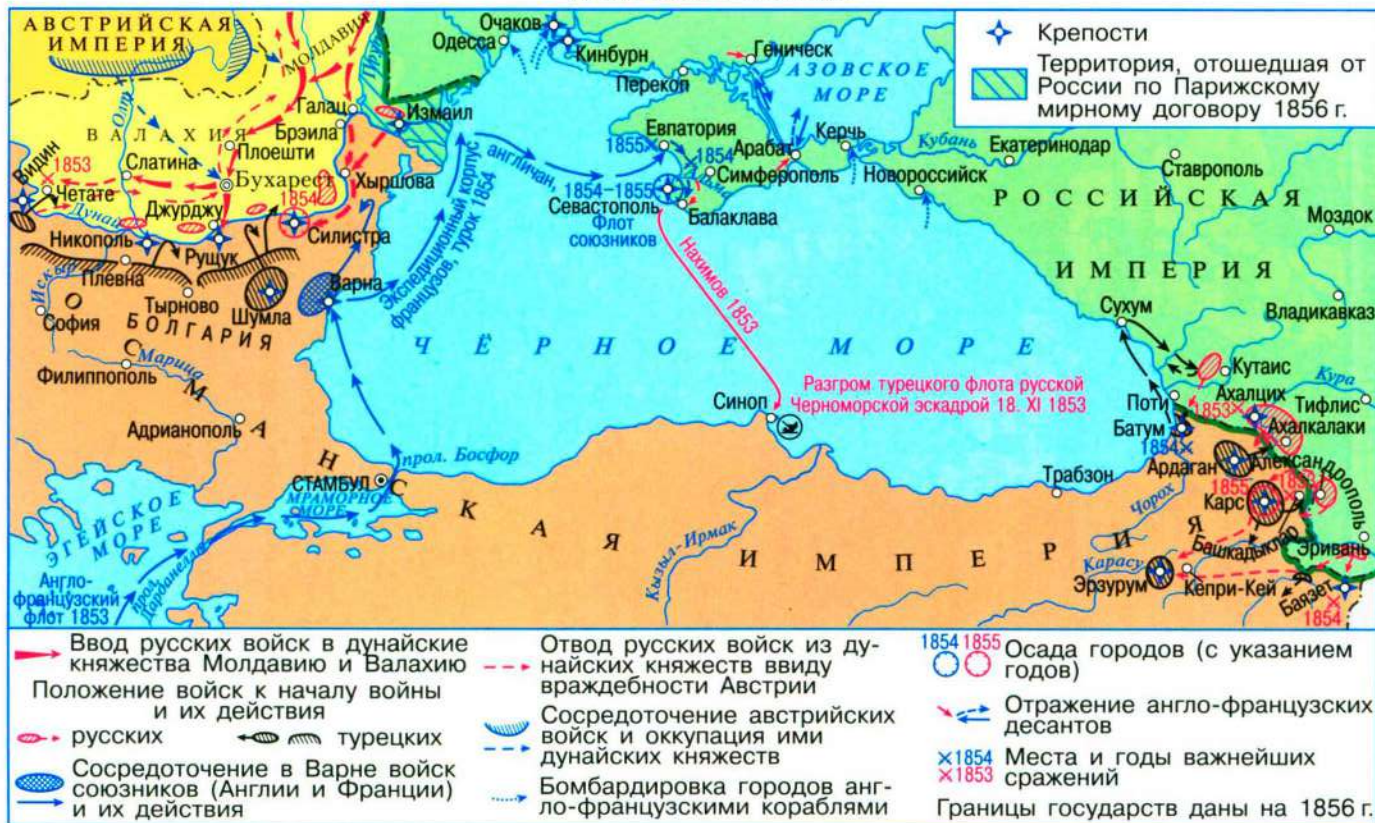 АВСТРИЙСКАЯ
ИМПЕРИЯ
МОЛДАВИЯ
Прут
Очаков
Одесса
Кинбурн
Геническ
Перекоп
АЗОВСКОЕ
МОРЕ
Крепости
Территория, отошедшая от
России по Парижскому
мирному договору 1856 г.
Галац
Измаил
Олт
ВАЛАХИЯ
Брэила
Плоешти
Евпатория
1855
1854
Арабат
Керчь
Кубань
Екатеринодар
Ставрополь
Видин
1853
Слатина
Бухарест
Хыршова
Четате
1854
Альма
Симферополь
Новороссийск
1854–1855
Севастополь
Балаклава
Флот
союзников
РОССИЙСКАЯ
ИМПЕРИЯ
Моздок
Дунай
Джурджу
Силистра
Никополь
Рущук
Экспедиционный корпус
англичан,
французов, турок 1854
Искыр
Плевна
Тырново
Шумла
Варна
София
БОЛГАРИЯ
Нахимов 1853
Сухум
Владикавказ
ЧЁРНОЕ МОРЕ
Марица
Филиппополь
Кутаис
Кура
Синоп
Разгром турецкого флота русской
Черноморской эскадрой 18. XI 1853
Поти
1853
Ахалцих
Тифлис
Ахалкалаки
Адрианополь
Батум
1854
Ардаган
Александрополь
прол. Босфор
СТАМБУЛ
МРАМОРНОЕ
МОРЕ
Трабзон
Чорох
1855
1853
Карс
ЭГЕЙСКОЕ
МОРЕ
прол. Дарданеллы
ОСМАНСКАЯ ИМПЕРИЯ
Кызыл-Ирмак
Башкадыклар
Эривань
Карасу
Эрзурум
Кепри-Кей
Баязет
1854
Англо-
французский
флот 1853
Ввод русских войск в дунайские
княжества Молдавию и Валахию
Положение войск к началу войны
и их действия
русских
турецких
Сосредоточение в Варне войск
союзников (Англии и Франции)
и их действия
Отвод русских войск из ду-
найских княжеств ввиду
враждебности Австрии
Сосредоточение австрийских
войск и оккупация ими
дунайских княжеств
Бомбардировка городов анг-
ло-французскими кораблями
1854 1855
Осада городов (с указанием
годов)
Отражение англо-французских
десантов
1854
1853
Места и годы важнейших
сражений
Границы государств даны на 1856 г.